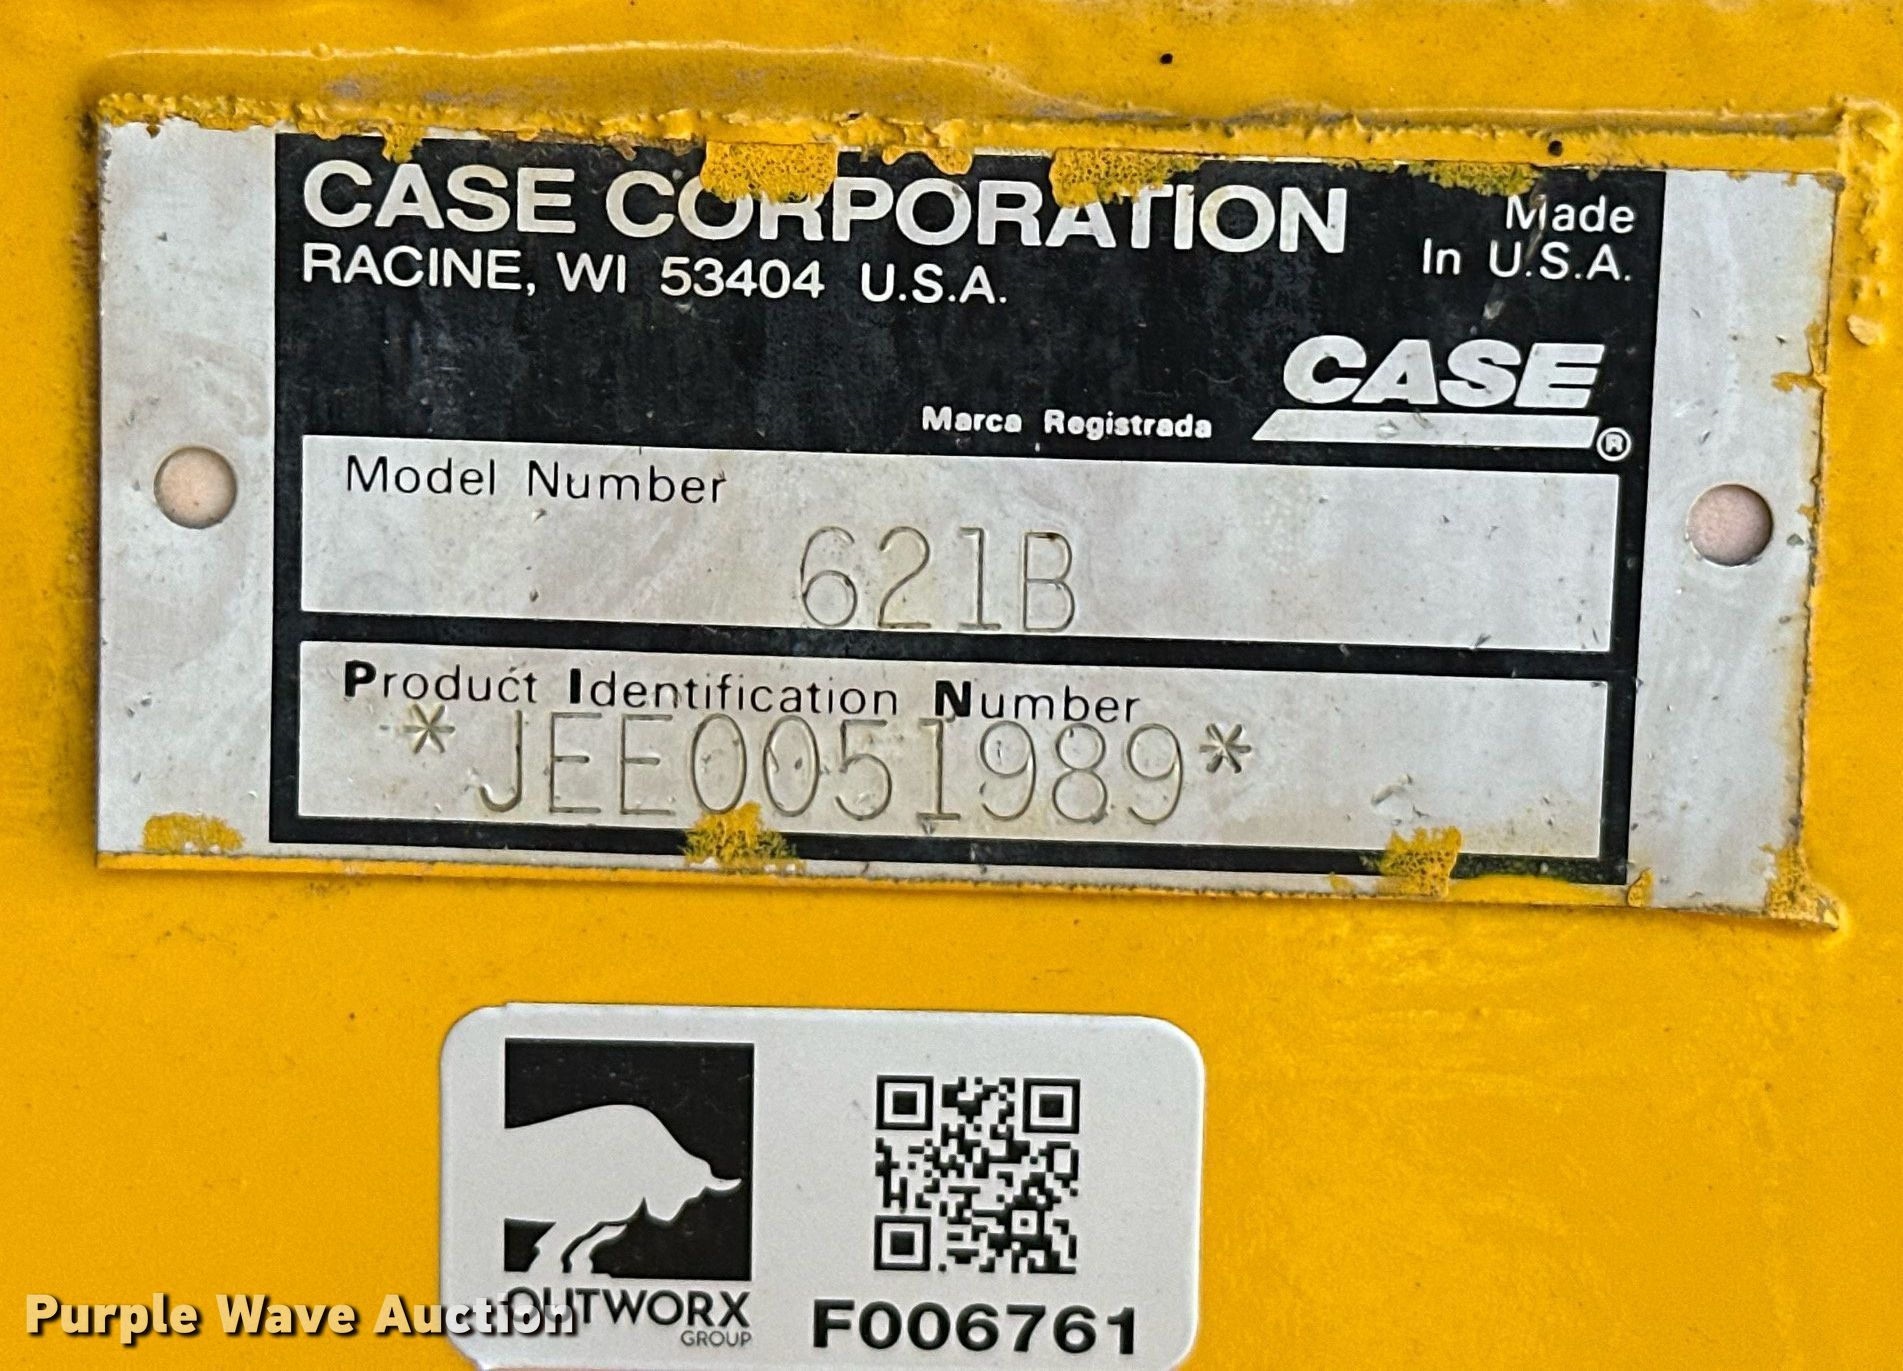 CASE CORPORATION
RACINE, WI 53404 U.S.A.
Made
In U.S.A.
CASE
Marca Registrada ®
Model Number
621B
Product Identification Number
*JEE0051989*
OUTWORX
GROUP
F006761
Purple Wave Auction